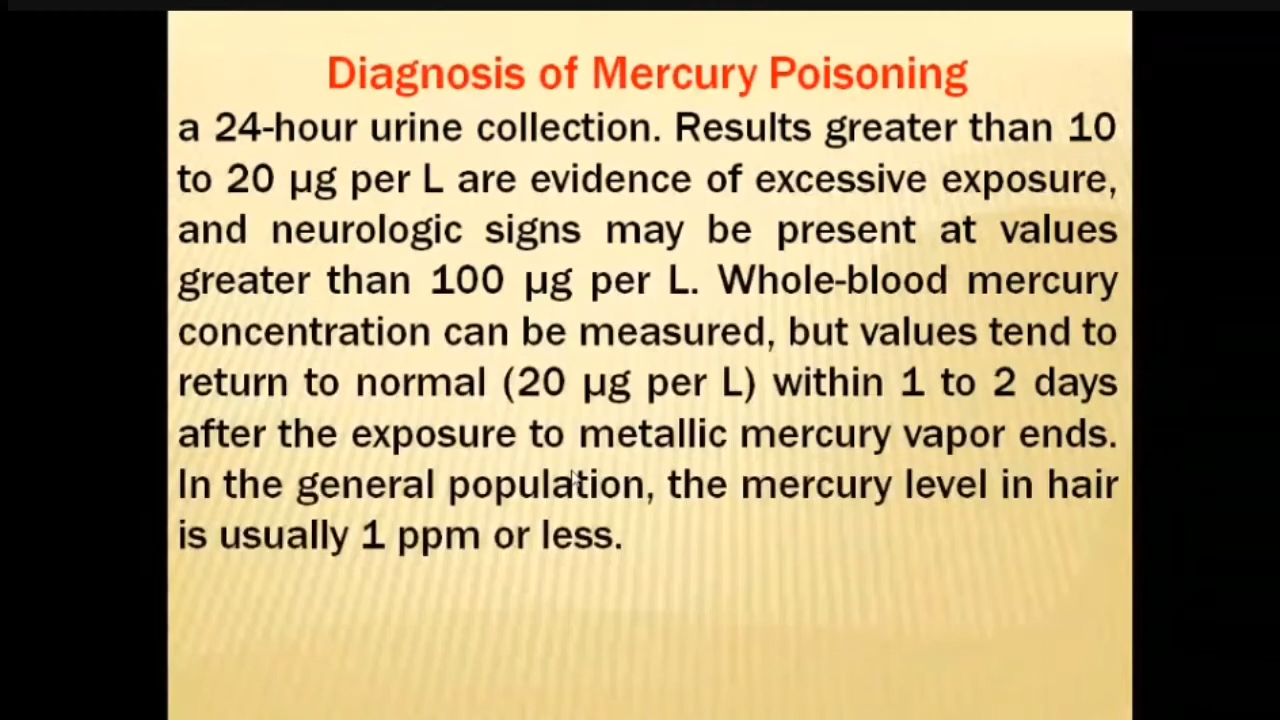 Diagnosis of Mercury Poisoning
a 24-hour urine collection. Results greater than 10
to 20 µg per L are evidence of excessive exposure,
and neurologic signs may be present at values
greater than 100 µg per L. Whole-blood mercury
concentration can be measured, but values tend to
return to normal (20 µg per L) within 1 to 2 days
after the exposure to metallic mercury vapor ends.
In the general population, the mercury level in hair
is usually 1 ppm or less.